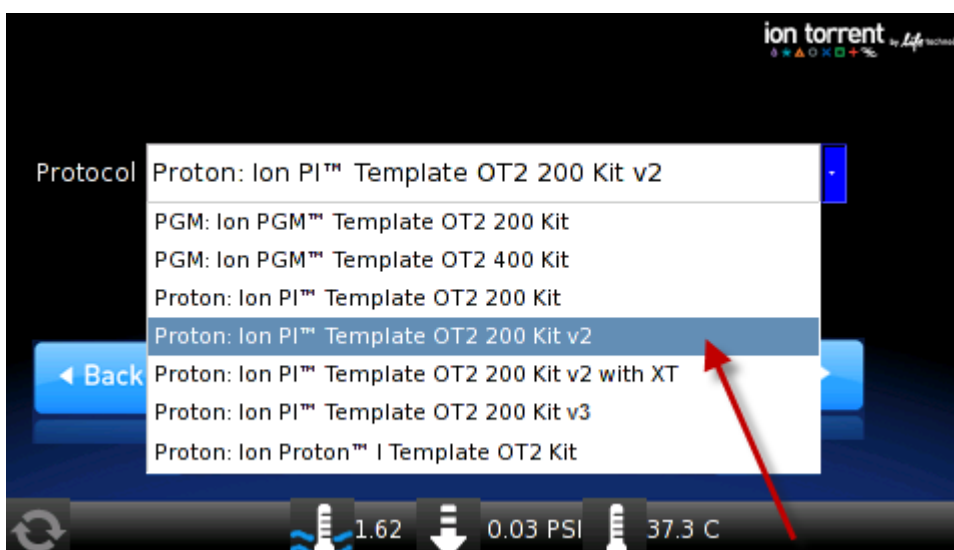 ion torrent
by life techno
Protocol Proton: Ion PI™ Template OT2 200 Kit v2
PGM: Ion PGM™ Template OT2 200 Kit
PGM: Ion PGM™ Template OT2 400 Kit
Proton: Ion PI™ Template OT2 200 Kit
Proton: Ion PI™ Template OT2 200 Kit v2
Back Proton: Ion PI™ Template OT2 200 Kit v2 with XT
Proton: Ion PI™ Template OT2 200 Kit v3
Proton: Ion Proton™ I Template OT2 Kit
1.62 0.03 PSI 37.3 C